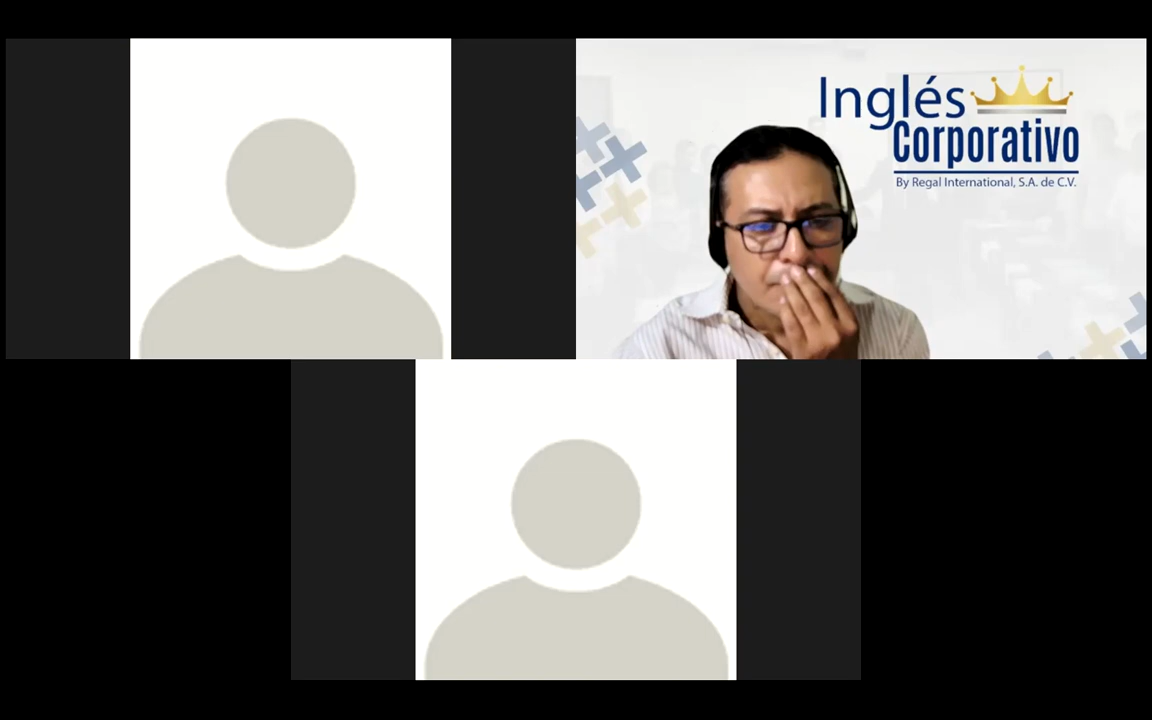 Inglés
Corporativo
By Regal International, S.A. de C.V.